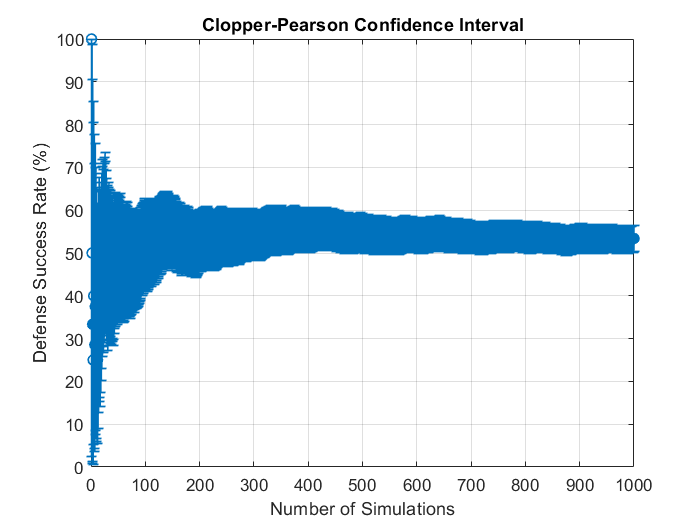 Clopper-Pearson Confidence Interval
100
90
80
70
60
50
40
30
20
10
0
Defense Success Rate (%)
0 100 200 300 400 500 600 700 800 900 1000
Number of Simulations